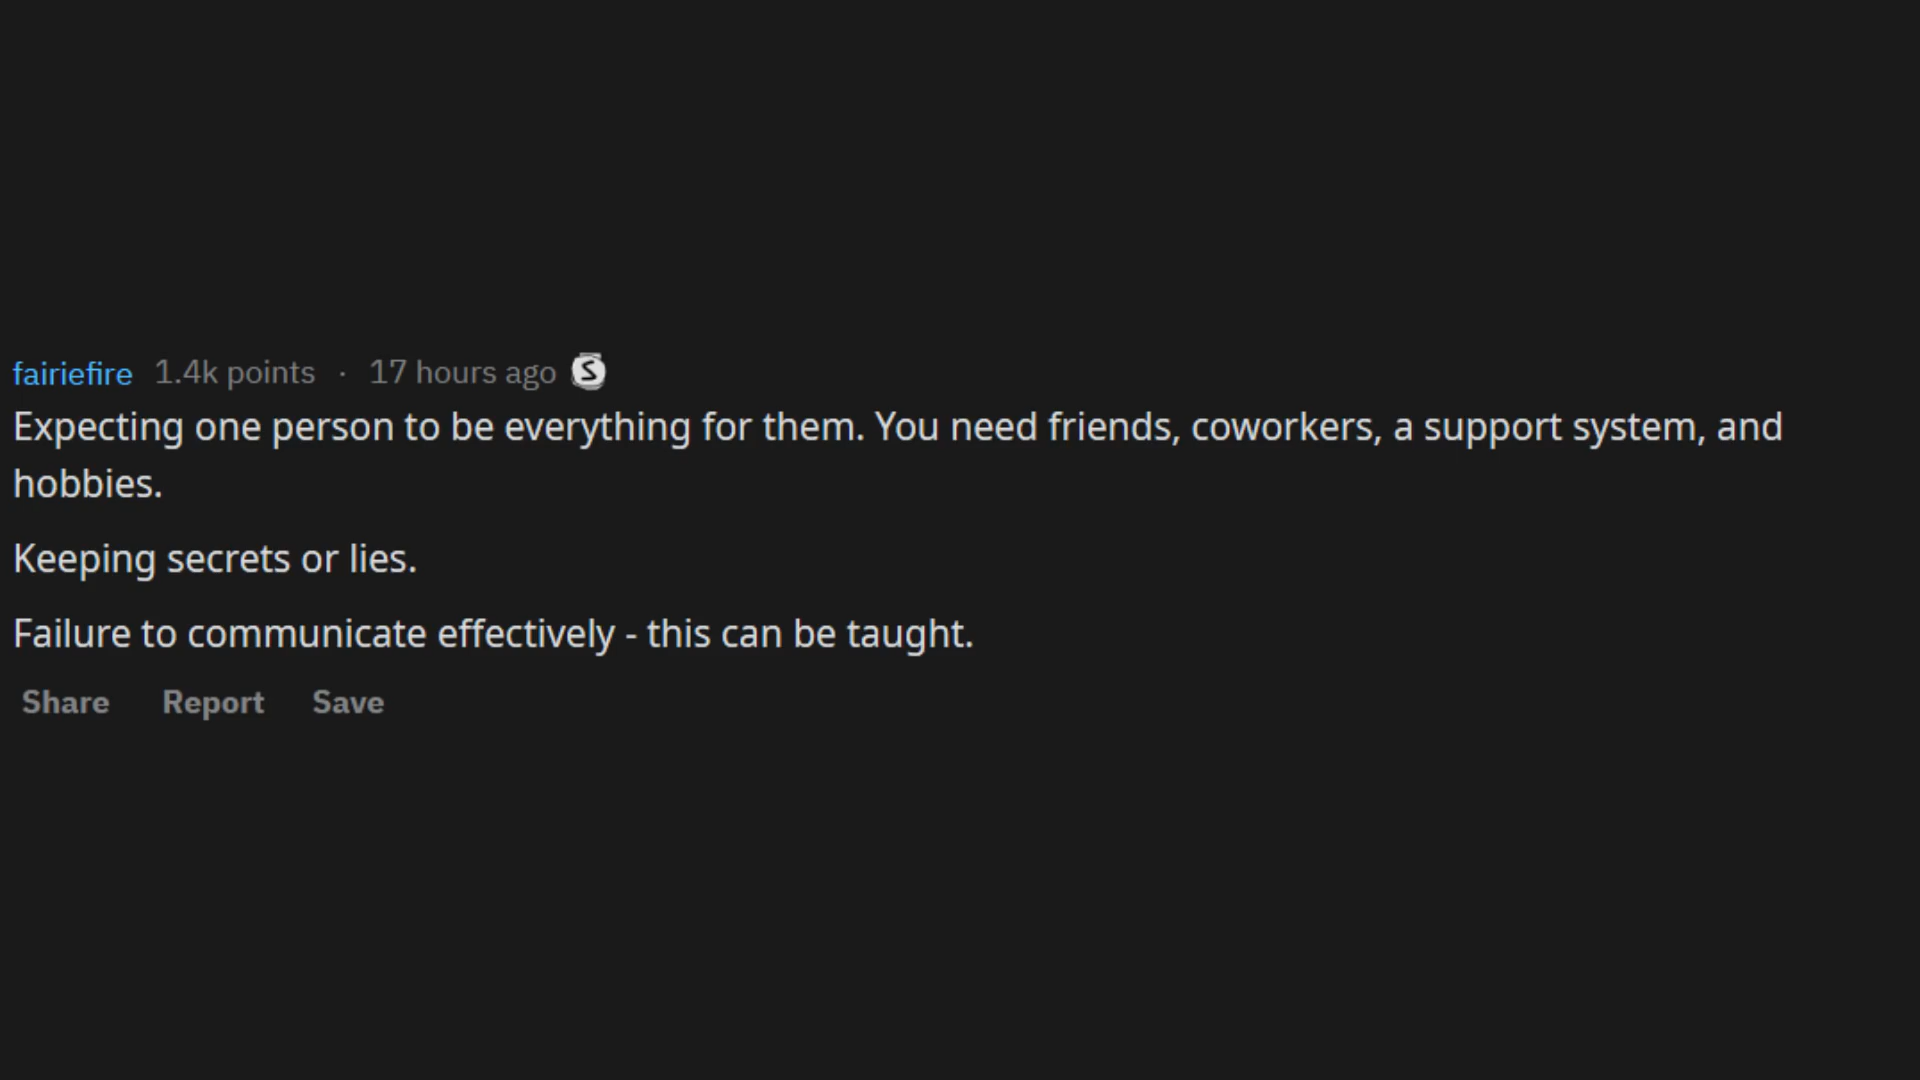 fairiefire 1.4k points · 17 hours ago S
Expecting one person to be everything for them. You need friends, coworkers, a support system, and
hobbies.
Keeping secrets or lies.
Failure to communicate effectively - this can be taught.
Share Report Save